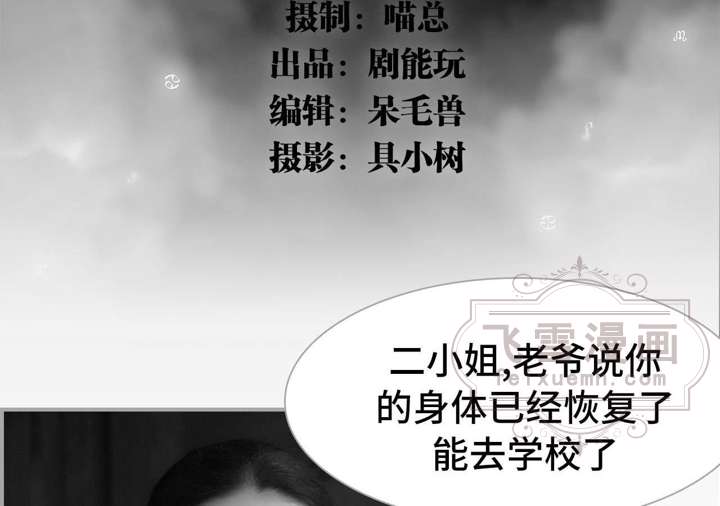 摄制：喵总
出品：剧能玩
编辑：呆毛兽
摄影：具小树
飞雪漫画
feixuemh.com
二小姐,老爷说你
的身体已经恢复了
能去学校了